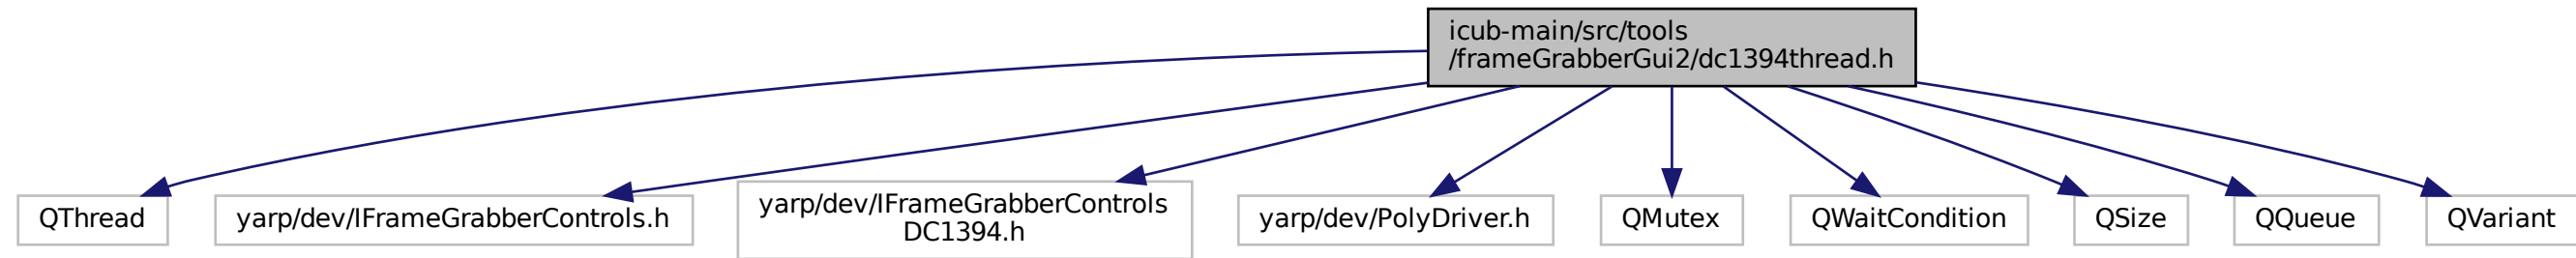 icub-main/src/tools
/frameGrabberGui2/dc1394thread.h
QThread
yarp/dev/IFrameGrabberControls.h
yarp/dev/IFrameGrabberControls
DC1394.h
yarp/dev/PolyDriver.h
QMutex
QWaitCondition
QSize
QQueue
QVariant